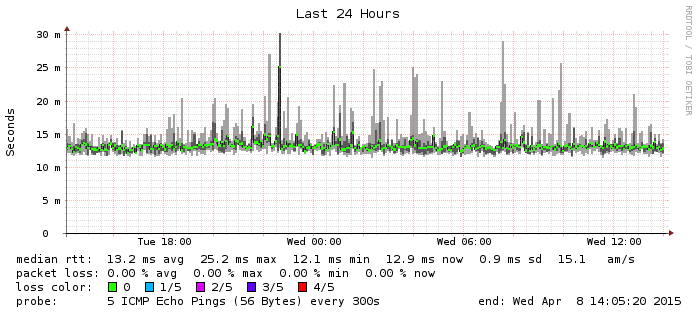 Last 24 Hours
RRDTOOL / TOBI OETIKER
Seconds
30 m
25 m
20 m
15 m
10 m
5 m
0
Tue 18:00 Wed 00:00 Wed 06:00 Wed 12:00
median rtt: 13.2 ms avg 25.2 ms max 12.1 ms min 12.9 ms now 0.9 ms sd 15.1 am/s
packet loss: 0.00 % avg 0.00 % max 0.00 % min 0.00 % now
loss color: 0 1/5 2/5 3/5 4/5
probe: 5 ICMP Echo Pings (56 Bytes) every 300s end: Wed Apr 8 14:05:20 2015